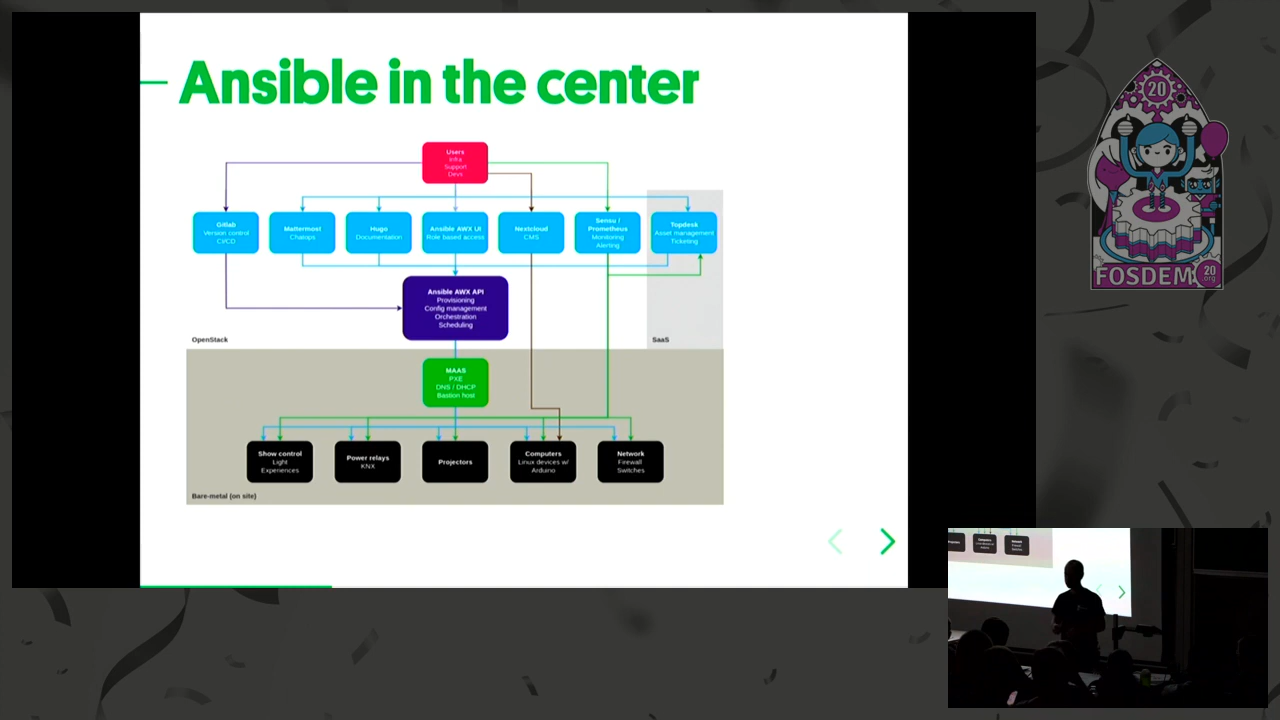 Ansible in the center
Users
Infra
Support
Devs
Gitlab
Version control
CI/CD
Mattermost
Chatops
Hugo
Documentation
Ansible AWX UI
Role based access
Nextcloud
CMS
Sensu /
Prometheus
Monitoring
Alerting
Topdesk
Asset management
Ticketing
Ansible AWX API
Provisioning
Config management
Orchestration
Scheduling
OpenStack
SaaS
MAAS
PXE
DNS / DHCP
Bastion host
Show control
Light
Experiences
Power relays
KNX
Projectors
Computers
Linux devices w/
Arduino
Network
Firewall
Switches
Bare-metal (on site)
20
FOSDEM
20
.org